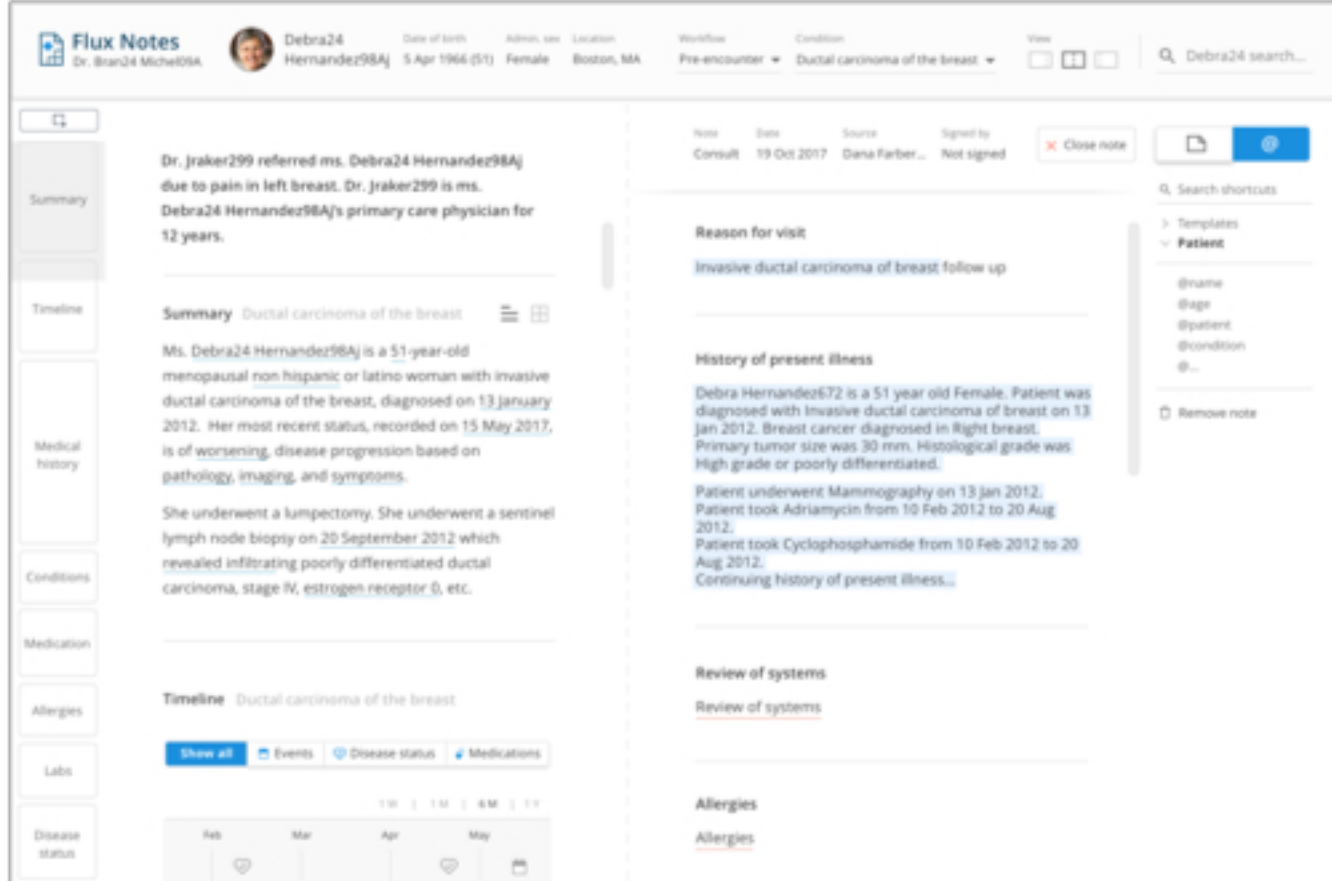 Flux Notes
Dr. Bran24 Michel09A
Debra24
Hernandez98Aj
Date of birth
5 Apr 1966 (51)
Admin. sex
Female
Location
Boston, MA
Workflow
Pre-encounter
Condition
Ductal carcinoma of the breast
View
Debra24 search...
Summary
Timeline
Medical
history
Conditions
Medication
Allergies
Labs
Disease
status
Dr. Jraker299 referred ms. Debra24 Hernandez98Aj
due to pain in left breast. Dr. Jraker299 is ms.
Debra24 Hernandez98Aj's primary care physician for
12 years.
Summary Ductal carcinoma of the breast
Ms. Debra24 Hernandez98Aj is a 51-year-old
menopausal non hispanic or latino woman with invasive
ductal carcinoma of the breast, diagnosed on 13 January
2012. Her most recent status, recorded on 15 May 2017,
is of worsening, disease progression based on
pathology, imaging, and symptoms.
She underwent a lumpectomy. She underwent a sentinel
lymph node biopsy on 20 September 2012 which
revealed infiltrating poorly differentiated ductal
carcinoma, stage IV, estrogen receptor 0, etc.
Timeline Ductal carcinoma of the breast
Show all
Events
Disease status
Medications
1W | 1M | 6M | 1Y
Feb Mar Apr May
Note
Consult
Date
19 Oct 2017
Source
Dana Farber...
Signed by
Not signed
Close note
Reason for visit
Invasive ductal carcinoma of breast follow up
History of present illness
Debra Hernandez672 is a 51 year old Female. Patient was
diagnosed with Invasive ductal carcinoma of breast on 13
Jan 2012. Breast cancer diagnosed in Right breast.
Primary tumor size was 30 mm. Histological grade was
High grade or poorly differentiated.
Patient underwent Mammography on 13 Jan 2012.
Patient took Adriamycin from 10 Feb 2012 to 20 Aug
2012.
Patient took Cyclophosphamide from 10 Feb 2012 to 20
Aug 2012.
Continuing history of present illness...
Review of systems
Review of systems
Allergies
Allergies
@
Search shortcuts
Templates
Patient
@name
@age
@patient
@condition
@...
Remove note